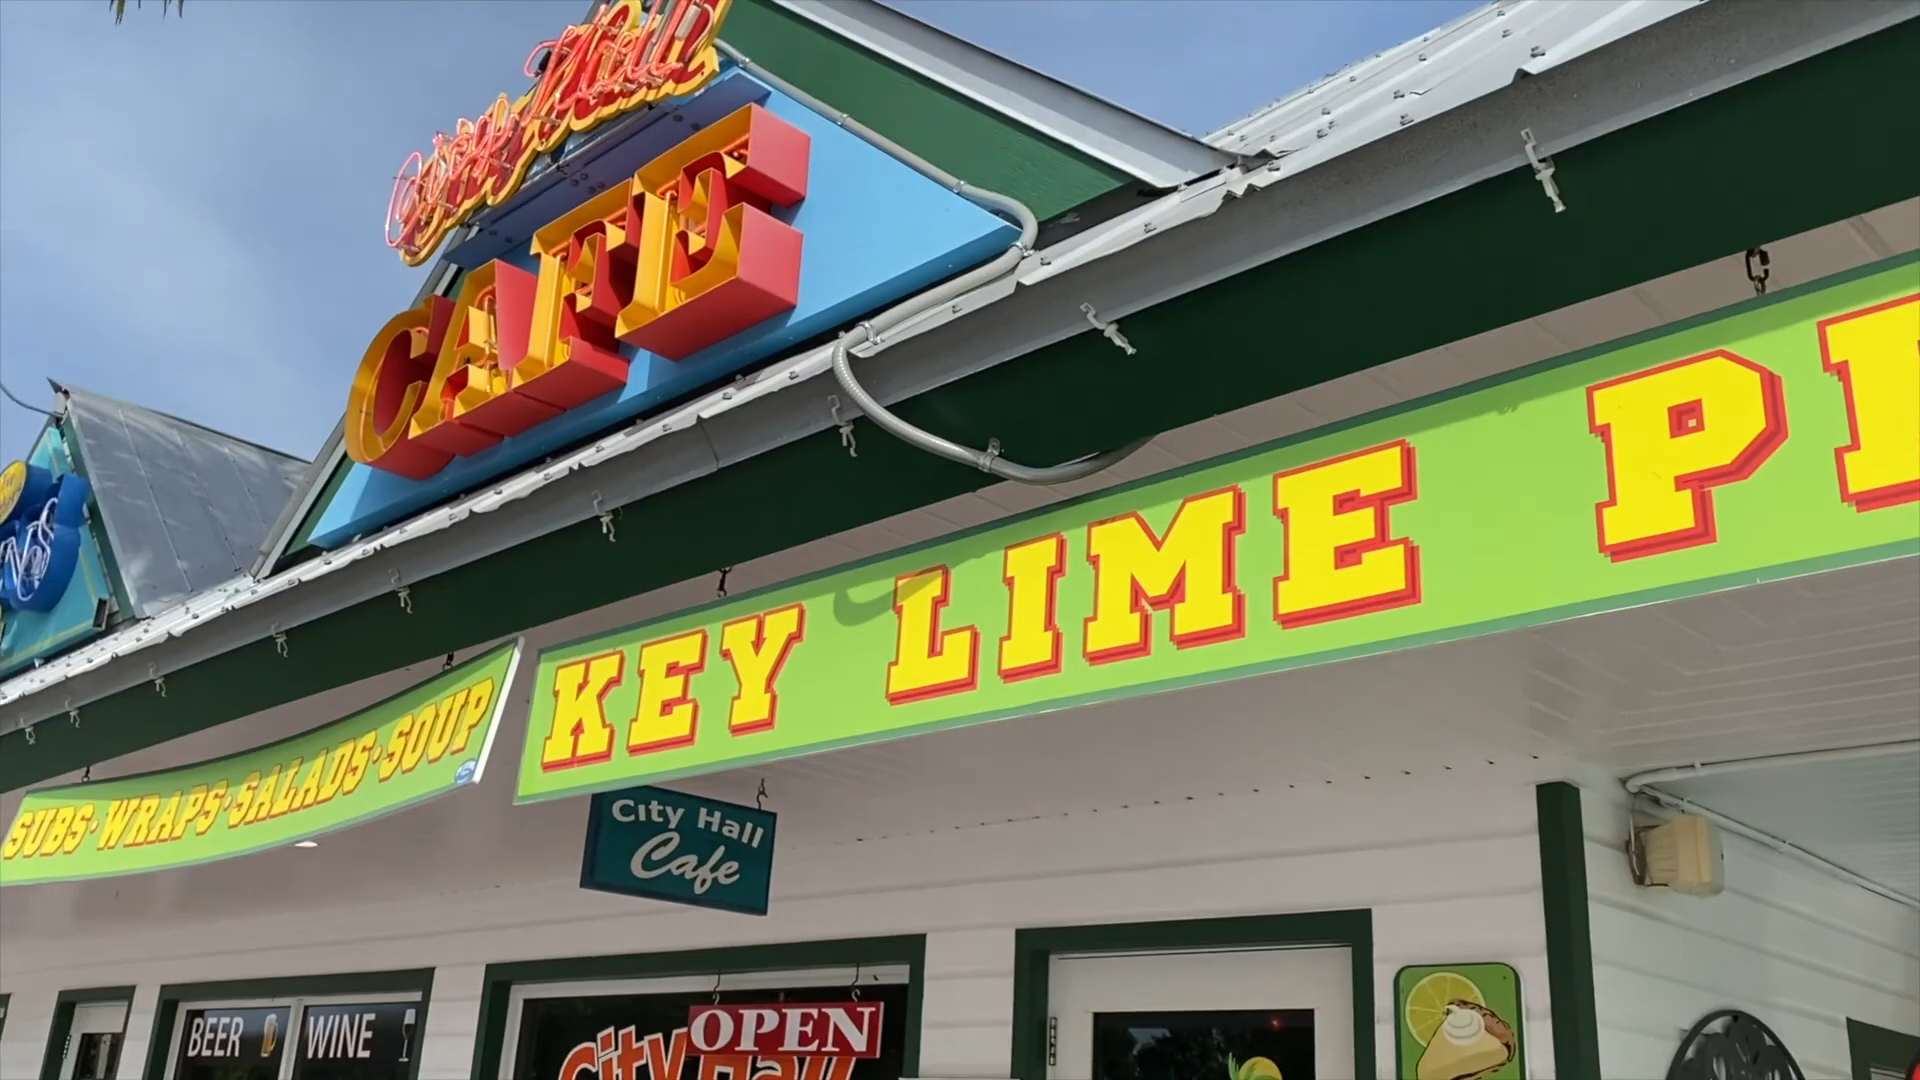 City Hall
CAFE
KEY LIME PI
SUBS·WRAPS·SALADS·SOUP
City Hall
Cafe
BEER
WINE
OPEN
City Hall